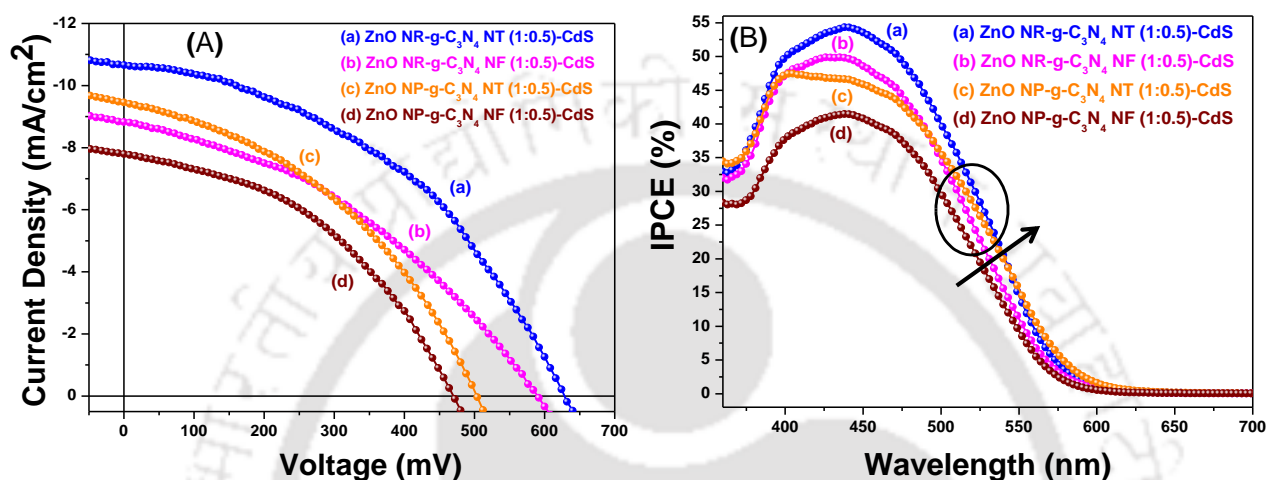 (A)
(a) ZnO NR-g-C3N4 NT (1:0.5)-CdS
(b) ZnO NR-g-C3N4 NF (1:0.5)-CdS
(c) ZnO NP-g-C3N4 NT (1:0.5)-CdS
(d) ZnO NP-g-C3N4 NF (1:0.5)-CdS
-12
-10
-8
-6
-4
-2
0
Current Density (mA/cm2)
(c)
(a)
(b)
(d)
0 100 200 300 400 500 600 700
Voltage (mV)
(B)
(a) ZnO NR-g-C3N4 NT (1:0.5)-CdS
(b) ZnO NR-g-C3N4 NF (1:0.5)-CdS
(c) ZnO NP-g-C3N4 NT (1:0.5)-CdS
(d) ZnO NP-g-C3N4 NF (1:0.5)-CdS
55
50
45
40
35
30
25
20
15
10
5
0
IPCE (%)
(a)
(b)
(c)
(d)
400 450 500 550 600 650 700
Wavelength (nm)